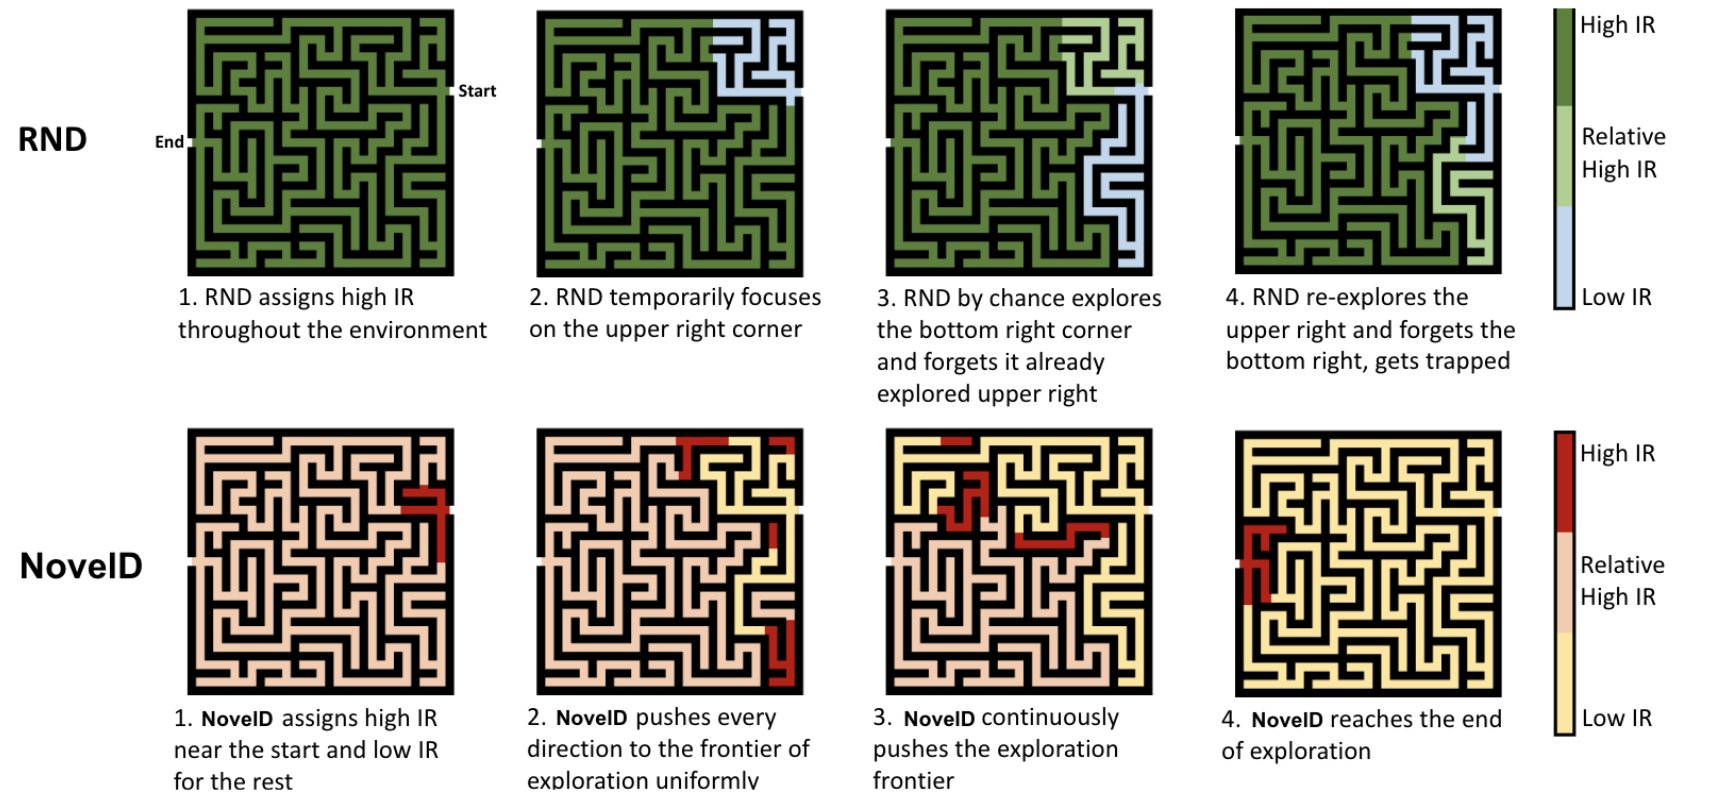 High IR
Start
RND
End
Relative
High IR
Low IR
1. RND assigns high IR
throughout the environment
2. RND temporarily focuses
on the upper right corner
3. RND by chance explores
the bottom right corner
and forgets it already
explored upper right
4. RND re-explores the
upper right and forgets the
bottom right, gets trapped
High IR
NovelD
Relative
High IR
Low IR
1. NovelD assigns high IR
near the start and low IR
for the rest
2. NovelD pushes every
direction to the frontier of
exploration uniformly
3. NovelD continuously
pushes the exploration
frontier
4. NovelD reaches the end
of exploration